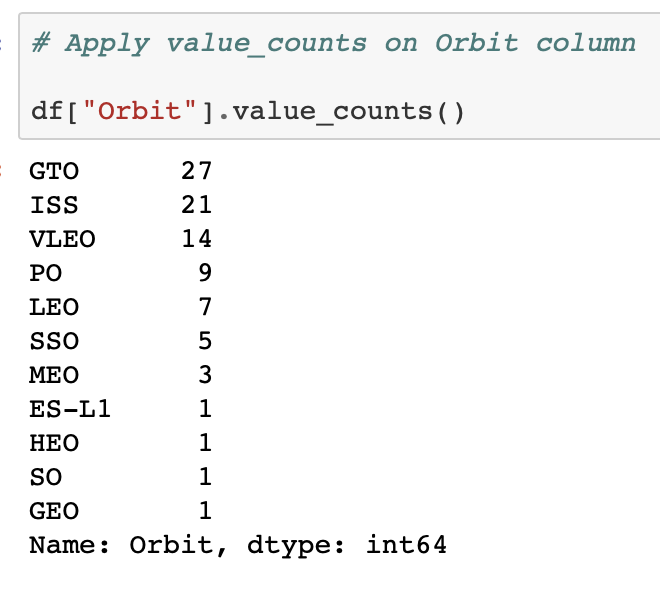 # Apply value_counts on Orbit column
df["Orbit"].value_counts()
GTO 27
ISS 21
VLEO 14
PO 9
LEO 7
SSO 5
MEO 3
ES-L1 1
HEO 1
SO 1
GEO 1
Name: Orbit, dtype: int64